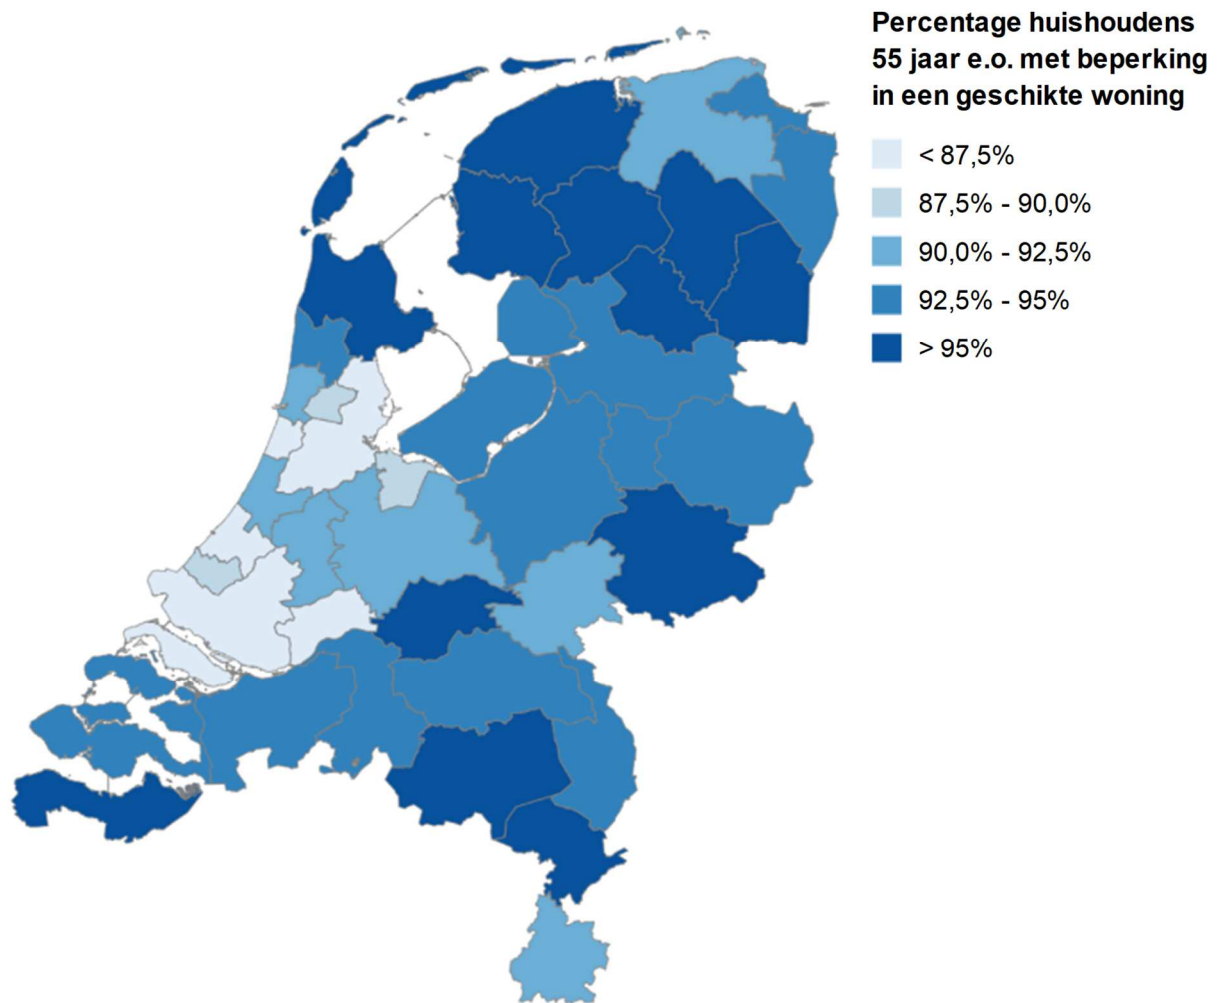 Percentage huishoudens
55 jaar e.o. met beperking
in een geschikte woning
< 87,5%
87,5% - 90,0%
90,0% - 92,5%
92,5% - 95%
> 95%